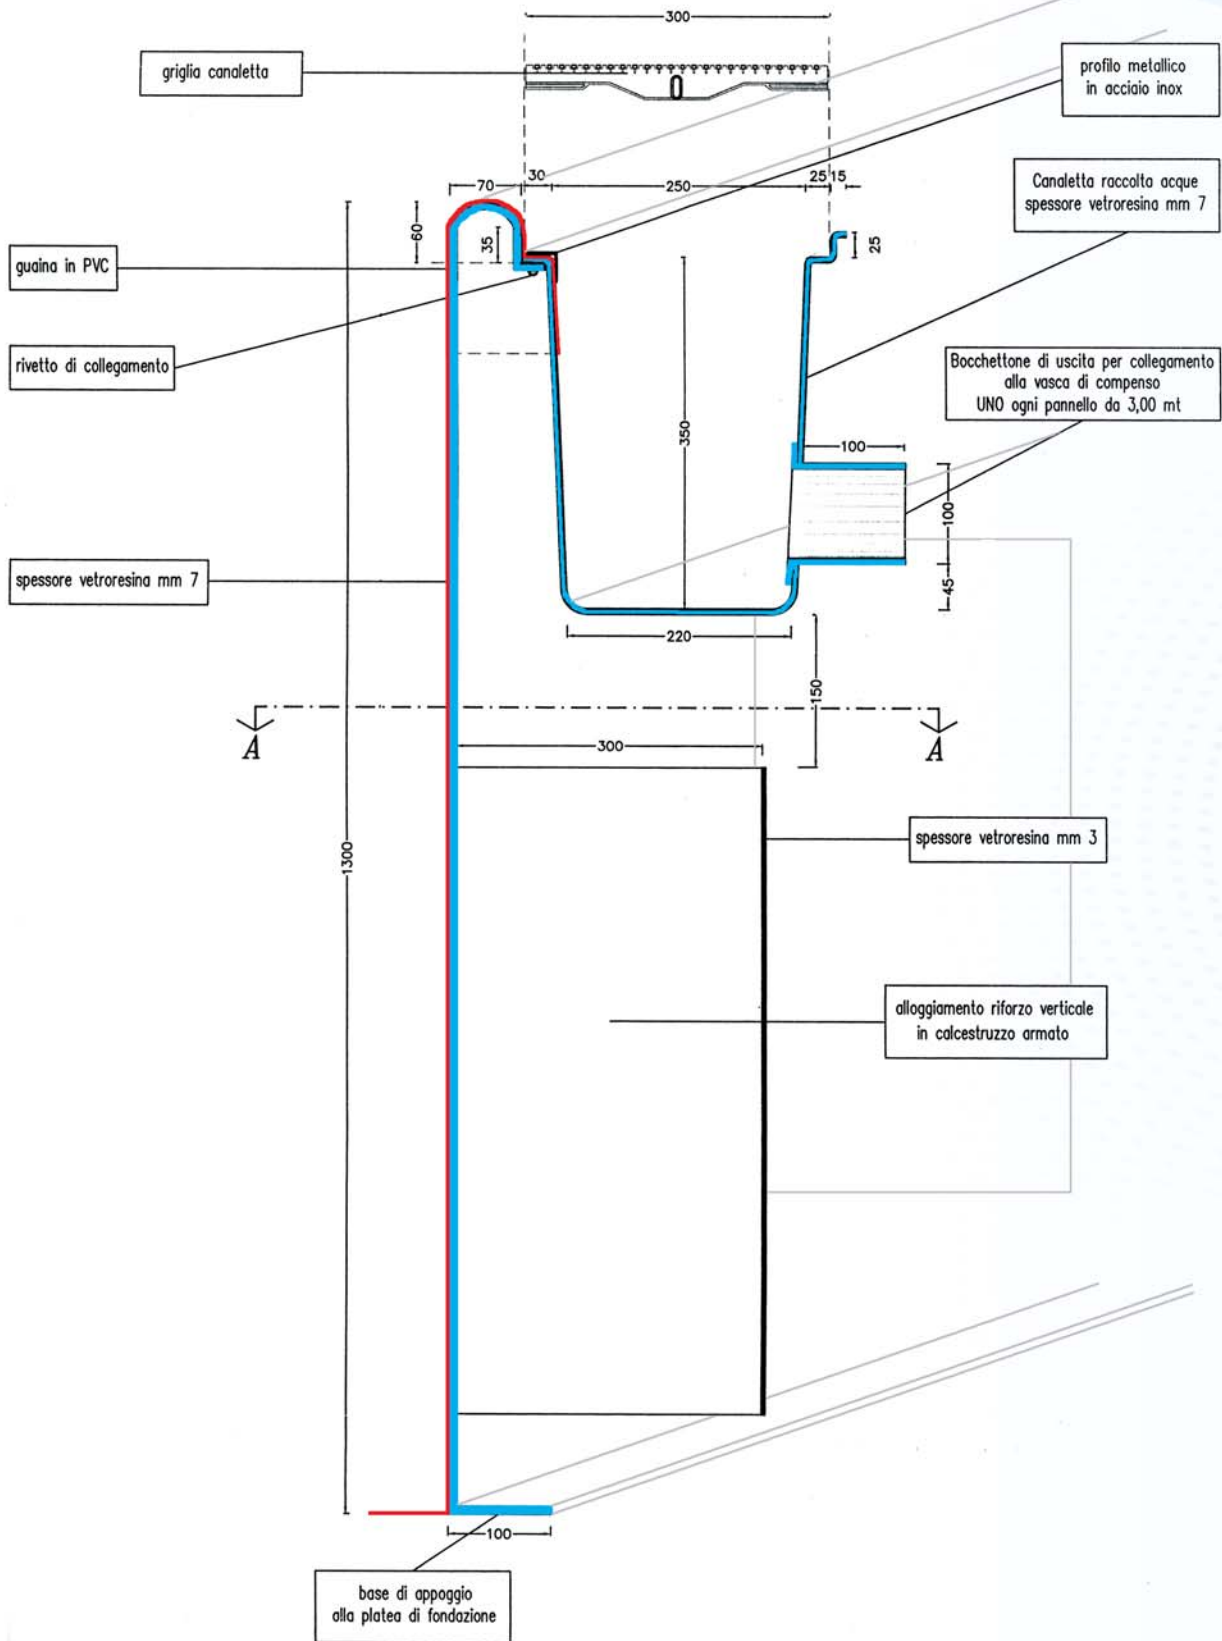 300
griglia canaletta
profilo metallico
in acciaio inox
70
30
250
25
15
Canaletta raccolta acque
spessore vetroresina mm 7
60
35
25
guaina in PVC
rivetto di collegamento
Bocchettone di uscita per collegamento
alla vasca di compenso
UNO ogni pannello da 3,00 mt
350
100
100
spessore vetroresina mm 7
45
220
150
A
A
300
1300
spessore vetroresina mm 3
alloggiamento riforzo verticale
in calcestruzzo armato
100
base di appoggio
alla platea di fondazione